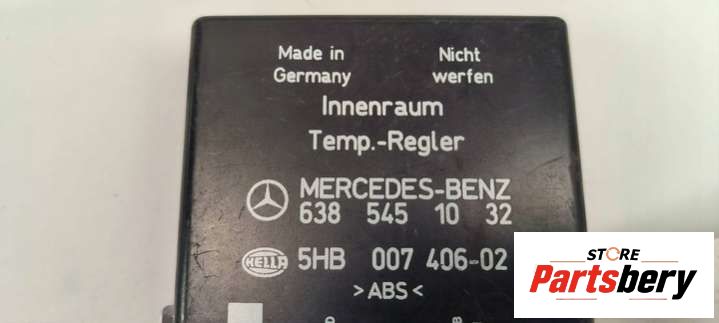 Made in Nicht
Germany werfen
Innenraum
Temp.-Regler
MERCEDES-BENZ
638 545 10 32
HELLA 5HB 007 406-02
>ABS<
STORE
Partsbery